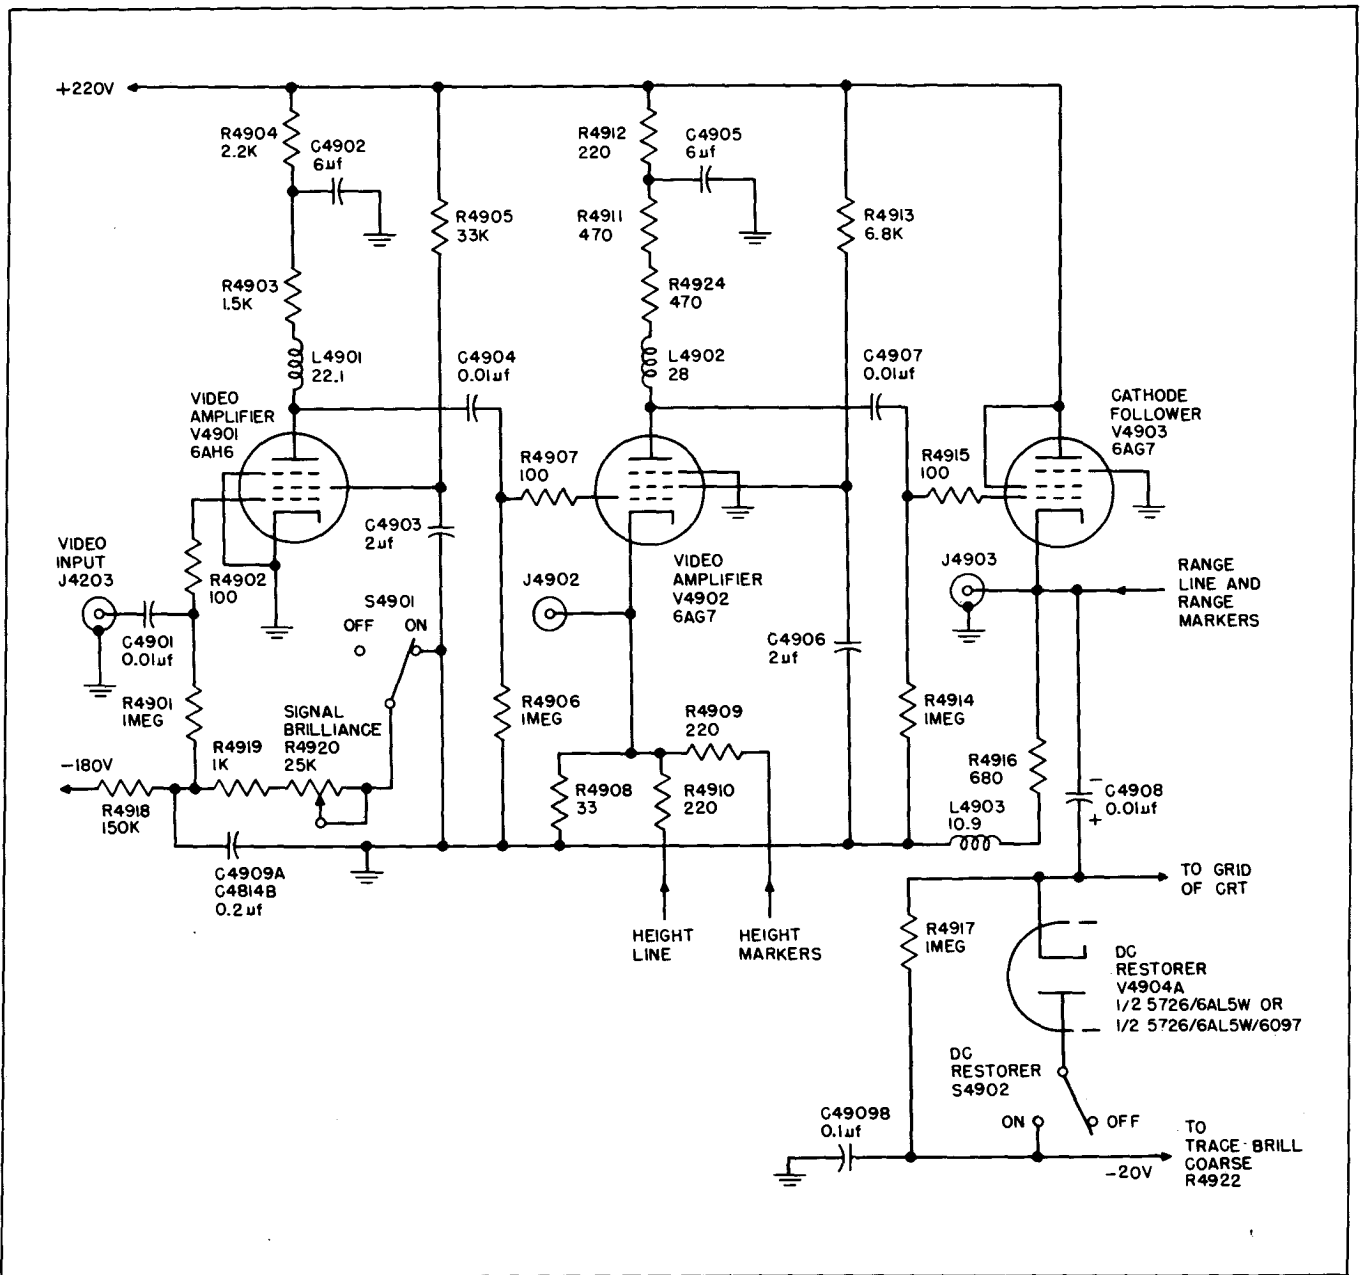 +220V
R4904
2.2K
C4902
6uf
R4905
33K
R4912
220
C4905
6uf
R4911
470
R4913
6.8K
R4903
1.5K
R4924
470
L4901
22.1
C4904
0.01uf
L4902
28
C4907
0.01uf
VIDEO
AMPLIFIER
V4901
6AH6
CATHODE
FOLLOWER
V4903
6AG7
R4907
100
R4915
100
VIDEO
INPUT
J4203
R4902
100
C4903
2uf
J4902
VIDEO
AMPLIFIER
V4902
6AG7
J4903
RANGE
LINE AND
RANGE
MARKERS
C4901
0.01uf
S4901
OFF
ON
C4906
2uf
R4901
1MEG
SIGNAL
BRILLIANCE
R4920
25K
R4919
1K
R4906
1MEG
R4909
220
R4914
1MEG
-180V
R4918
150K
R4908
33
R4910
220
R4916
680
L4903
10.9
C4908
0.01uf
-
+
C4909A
C4814B
0.2uf
HEIGHT
LINE
HEIGHT
MARKERS
TO GRID
OF CRT
R4917
1MEG
DC
RESTORER
V4904A
1/2 5726/6AL5W OR
1/2 5726/6AL5W/6097
DC
RESTORER
S4902
ON
OFF
C4909B
0.1uf
-20V
TO
TRACE-BRILL
COARSE
R4922